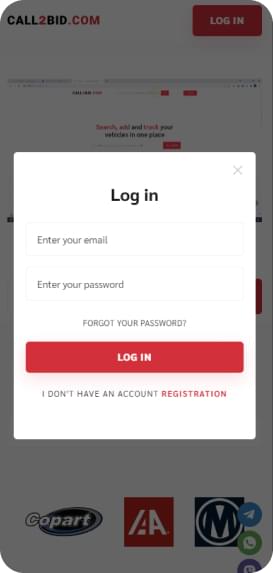 CALL2BID.COM
LOG IN
Search, add and track your
vehicles in one place
Log in
Enter your email
Enter your password
FORGOT YOUR PASSWORD?
LOG IN
I DON'T HAVE AN ACCOUNT REGISTRATION
Copart
IAA
M